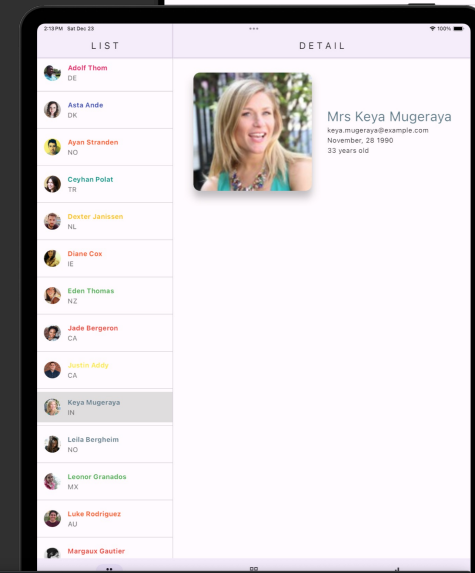 2:13 PM Sat Dec 23
100%
LIST
DETAIL
Adolf Thom
DE
Asta Ande
DK
Ayan Stranden
NO
Ceyhan Polat
TR
Dexter Janissen
NL
Diane Cox
IE
Eden Thomas
NZ
Jade Bergeron
CA
Justin Addy
CA
Keya Mugeraya
IN
Leila Bergheim
NO
Leonor Granados
MX
Luke Rodriguez
AU
Margaux Gautier
Mrs Keya Mugeraya
keya.mugeraya@example.com
November, 28 1990
33 years old